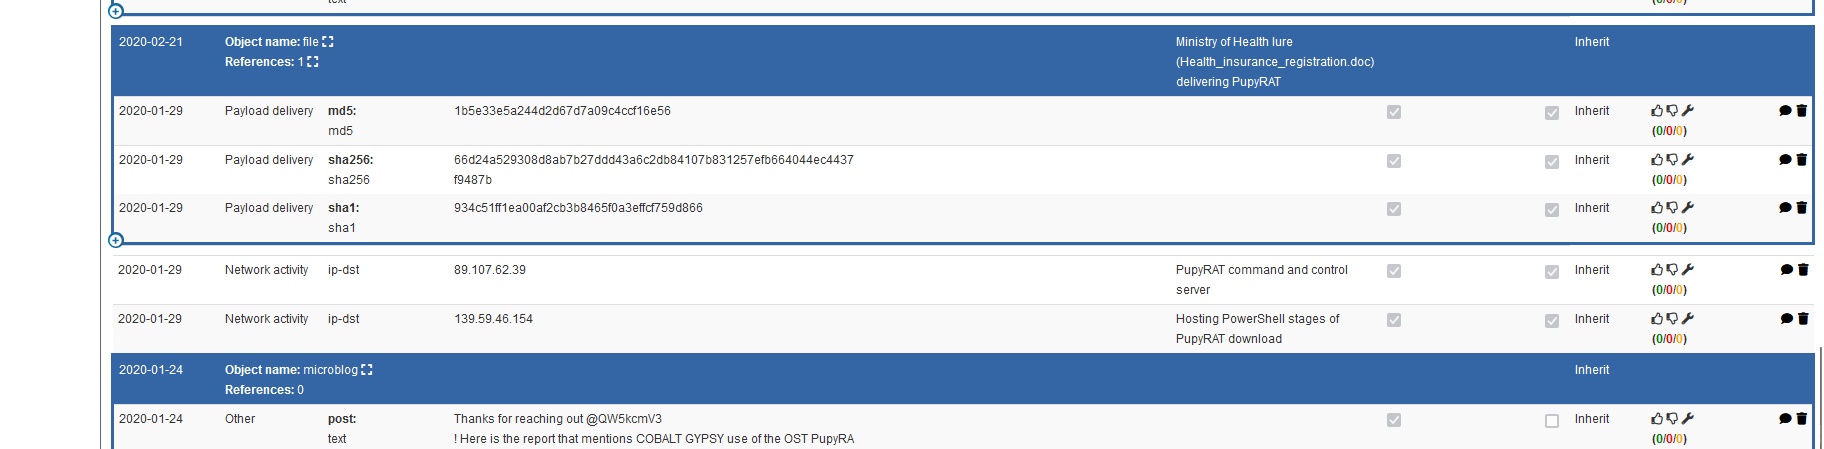 text
(0/0/0)
2020-02-21 Object name: file Ministry of Health lure Inherit
References: 1 (Health_insurance_registration.doc)
delivering PupyRAT
2020-01-29 Payload delivery md5: 1b5e33e5a244d2d67d7a09c4ccf16e56 Inherit
md5 (0/0/0)
2020-01-29 Payload delivery sha256: 66d24a529308d8ab7b27ddd43a6c2db84107b831257efb664044ec4437 Inherit
sha256 f9487b (0/0/0)
2020-01-29 Payload delivery sha1: 934c51ff1ea00af2cb3b8465f0a3effcf759d866 Inherit
sha1 (0/0/0)
2020-01-29 Network activity ip-dst 89.107.62.39 PupyRAT command and control Inherit
server (0/0/0)
2020-01-29 Network activity ip-dst 139.59.46.154 Hosting PowerShell stages of Inherit
PupyRAT download (0/0/0)
2020-01-24 Object name: microblog Inherit
References: 0
2020-01-24 Other post: Thanks for reaching out @QW5kcmV3 Inherit
text ! Here is the report that mentions COBALT GYPSY use of the OST PupyRA (0/0/0)